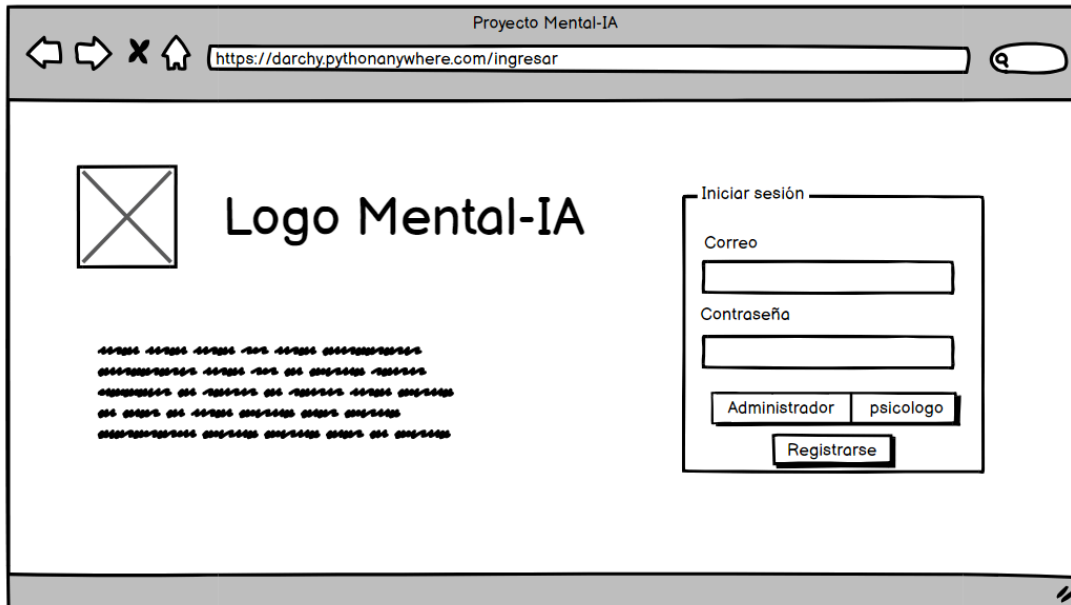 Proyecto Mental-IA
https://darchy.pythonanywhere.com/ingresar
Logo Mental-IA
Iniciar sesión
Correo
Contraseña
Administrador psicologo
Registrarse